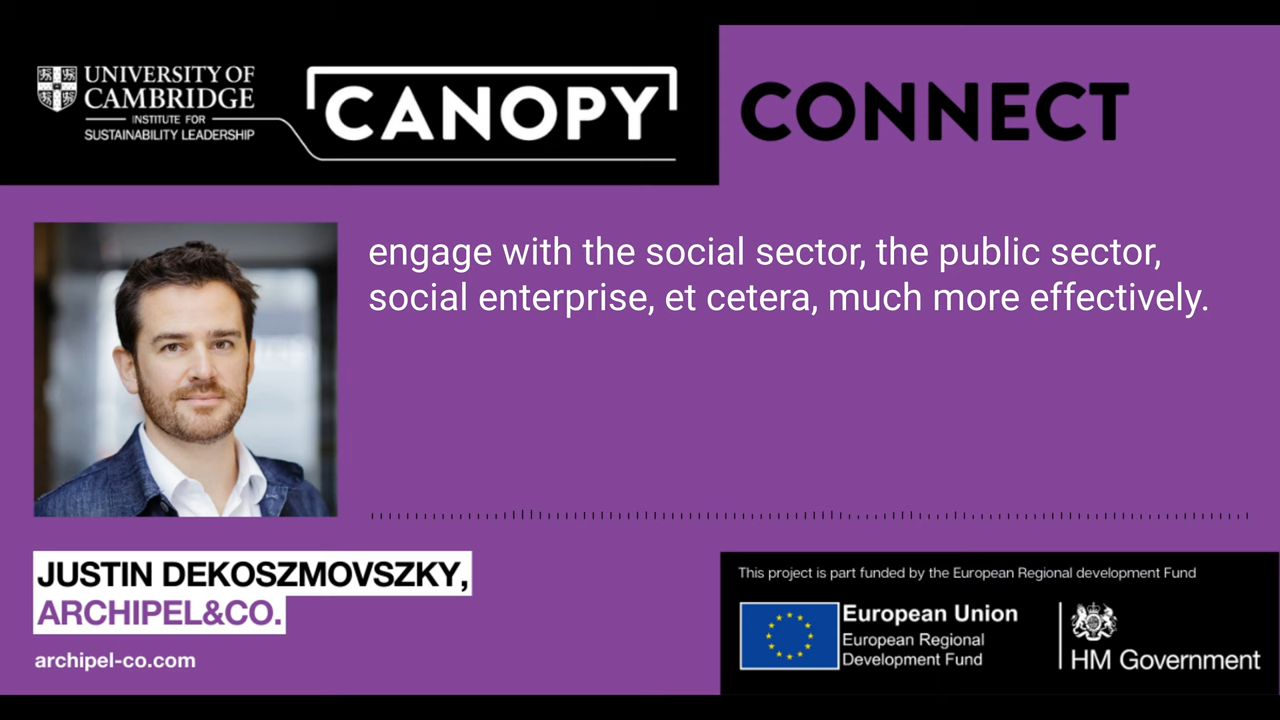 UNIVERSITY OF
CAMBRIDGE
INSTITUTE FOR
SUSTAINABILITY LEADERSHIP
CANOPY
CONNECT
engage with the social sector, the public sector,
social enterprise, et cetera, much more effectively.
JUSTIN DEKOSZMOVSZKY,
ARCHIPEL&CO.
archipel-co.com
This project is part funded by the European Regional development Fund
European Union
European Regional
Development Fund
HM Government